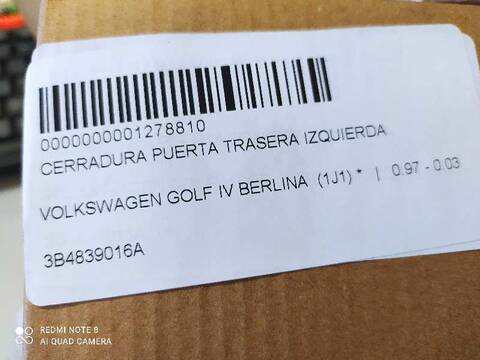 0000000001278810
CERRADURA PUERTA TRASERA IZQUIERDA
VOLKSWAGEN GOLF IV BERLINA (1J1) * | 0.97 - 0.03
3B4839016A
REDMI NOTE 8
AI QUAD CAMERA